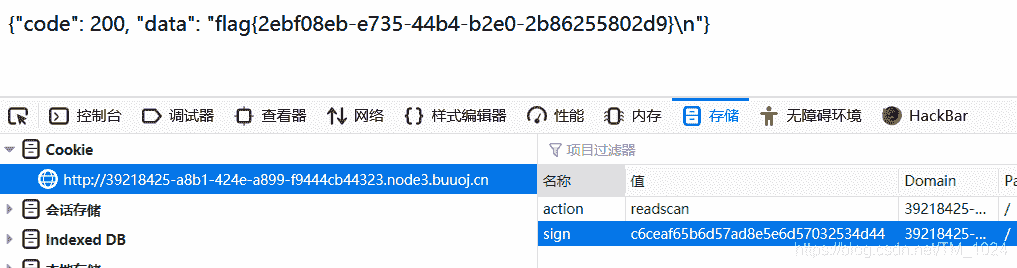 {"code": 200, "data": "flag{2ebf08eb-e735-44b4-b2e0-2b86255802d9}\n"}
控制台 调试器 查看器 网络 样式编辑器 性能 内存 存储 无障碍环境 HackBar
Cookie
http://39218425-a8b1-424e-a899-f9444cb44323.node3.buuoj.cn
会话存储
Indexed DB
项目过滤器
名称 值 Domain Pa
action readscan 39218425-... /
sign c6ceaf65b6d57ad8e5e6d57032534d44 39218425-... /
https://blog.csdn.net/TM_1024